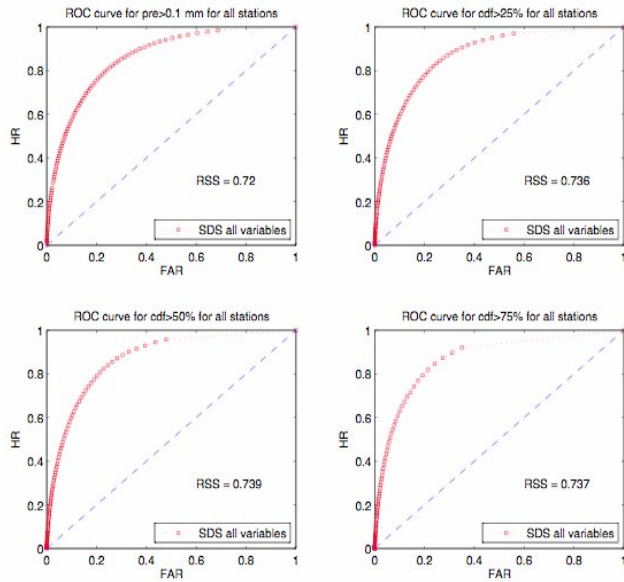 ROC curve for pre>0.1 mm for all stations
1
0.8
0.6
0.4
0.2
0
HR
RSS = 0.72
SDS all variables
0 0.2 0.4 0.6 0.8 1
FAR
ROC curve for cdf>25% for all stations
1
0.8
0.6
0.4
0.2
0
HR
RSS = 0.736
SDS all variables
0 0.2 0.4 0.6 0.8 1
FAR
ROC curve for cdf>50% for all stations
1
0.8
0.6
0.4
0.2
0
HR
RSS = 0.739
SDS all variables
0 0.2 0.4 0.6 0.8 1
FAR
ROC curve for cdf>75% for all stations
1
0.8
0.6
0.4
0.2
0
HR
RSS = 0.737
SDS all variables
0 0.2 0.4 0.6 0.8 1
FAR